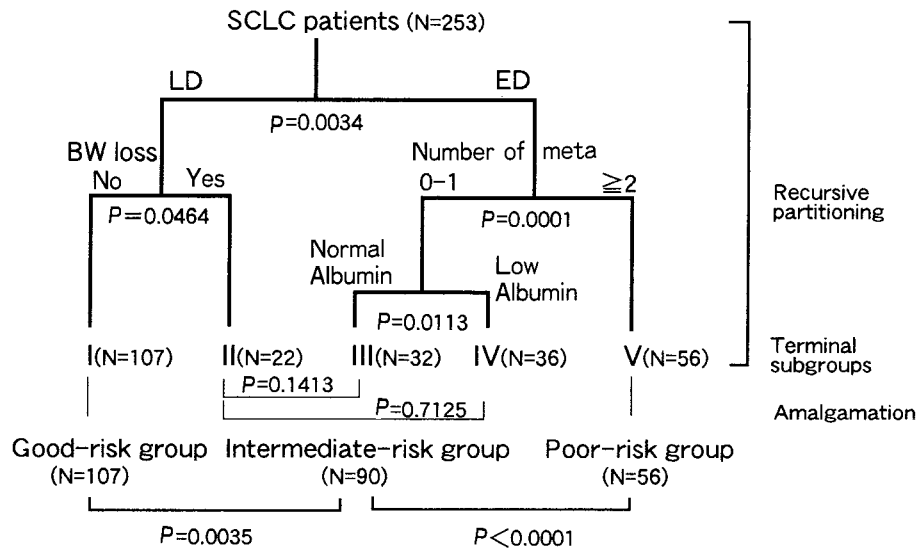 SCLC patients (N=253)
LD
ED
P=0.0034
BW loss
No
Yes
P=0.0464
Number of meta
0-1
≧2
P=0.0001
Recursive
partitioning
Normal
Albumin
Low
Albumin
P=0.0113
I(N=107)
II(N=22)
III(N=32)
IV(N=36)
V(N=56)
Terminal
subgroups
P=0.1413
P=0.7125
Amalgamation
Good-risk group
(N=107)
Intermediate-risk group
(N=90)
Poor-risk group
(N=56)
P=0.0035
P<0.0001